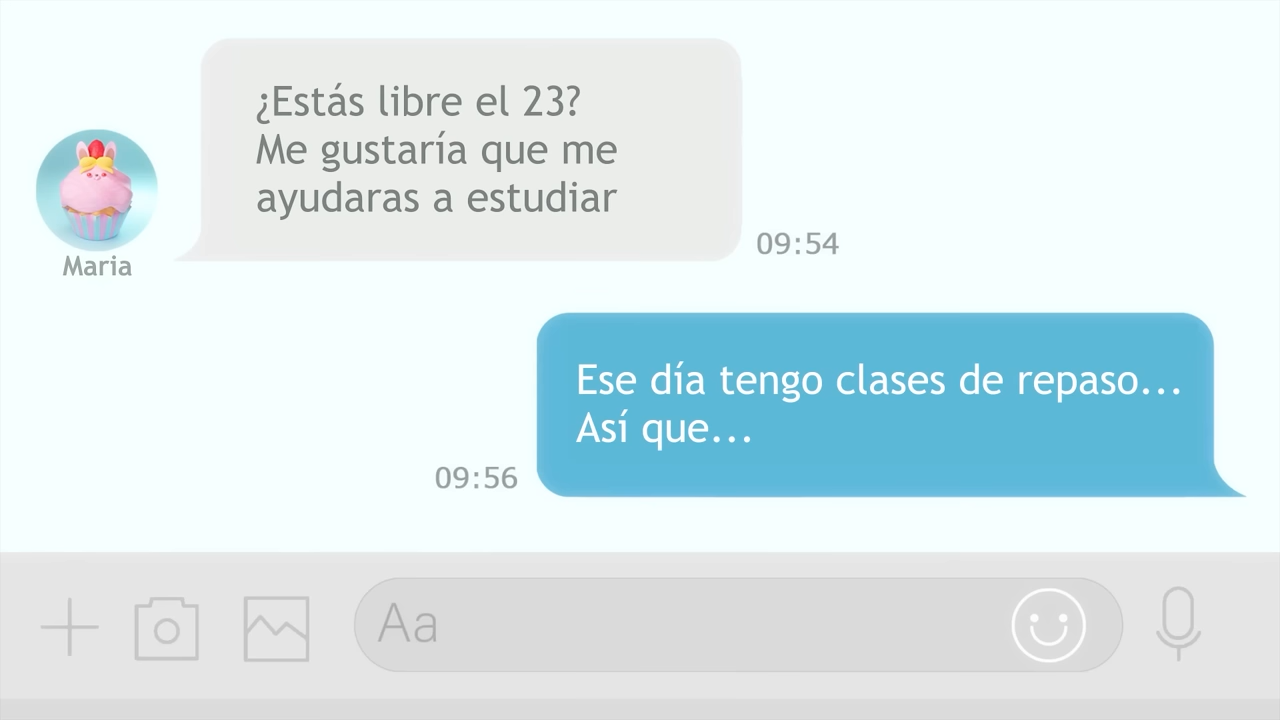 ¿Estás libre el 23?
Me gustaría que me
ayudaras a estudiar
09:54
Maria
Ese día tengo clases de repaso...
Así que...
09:56
Aa